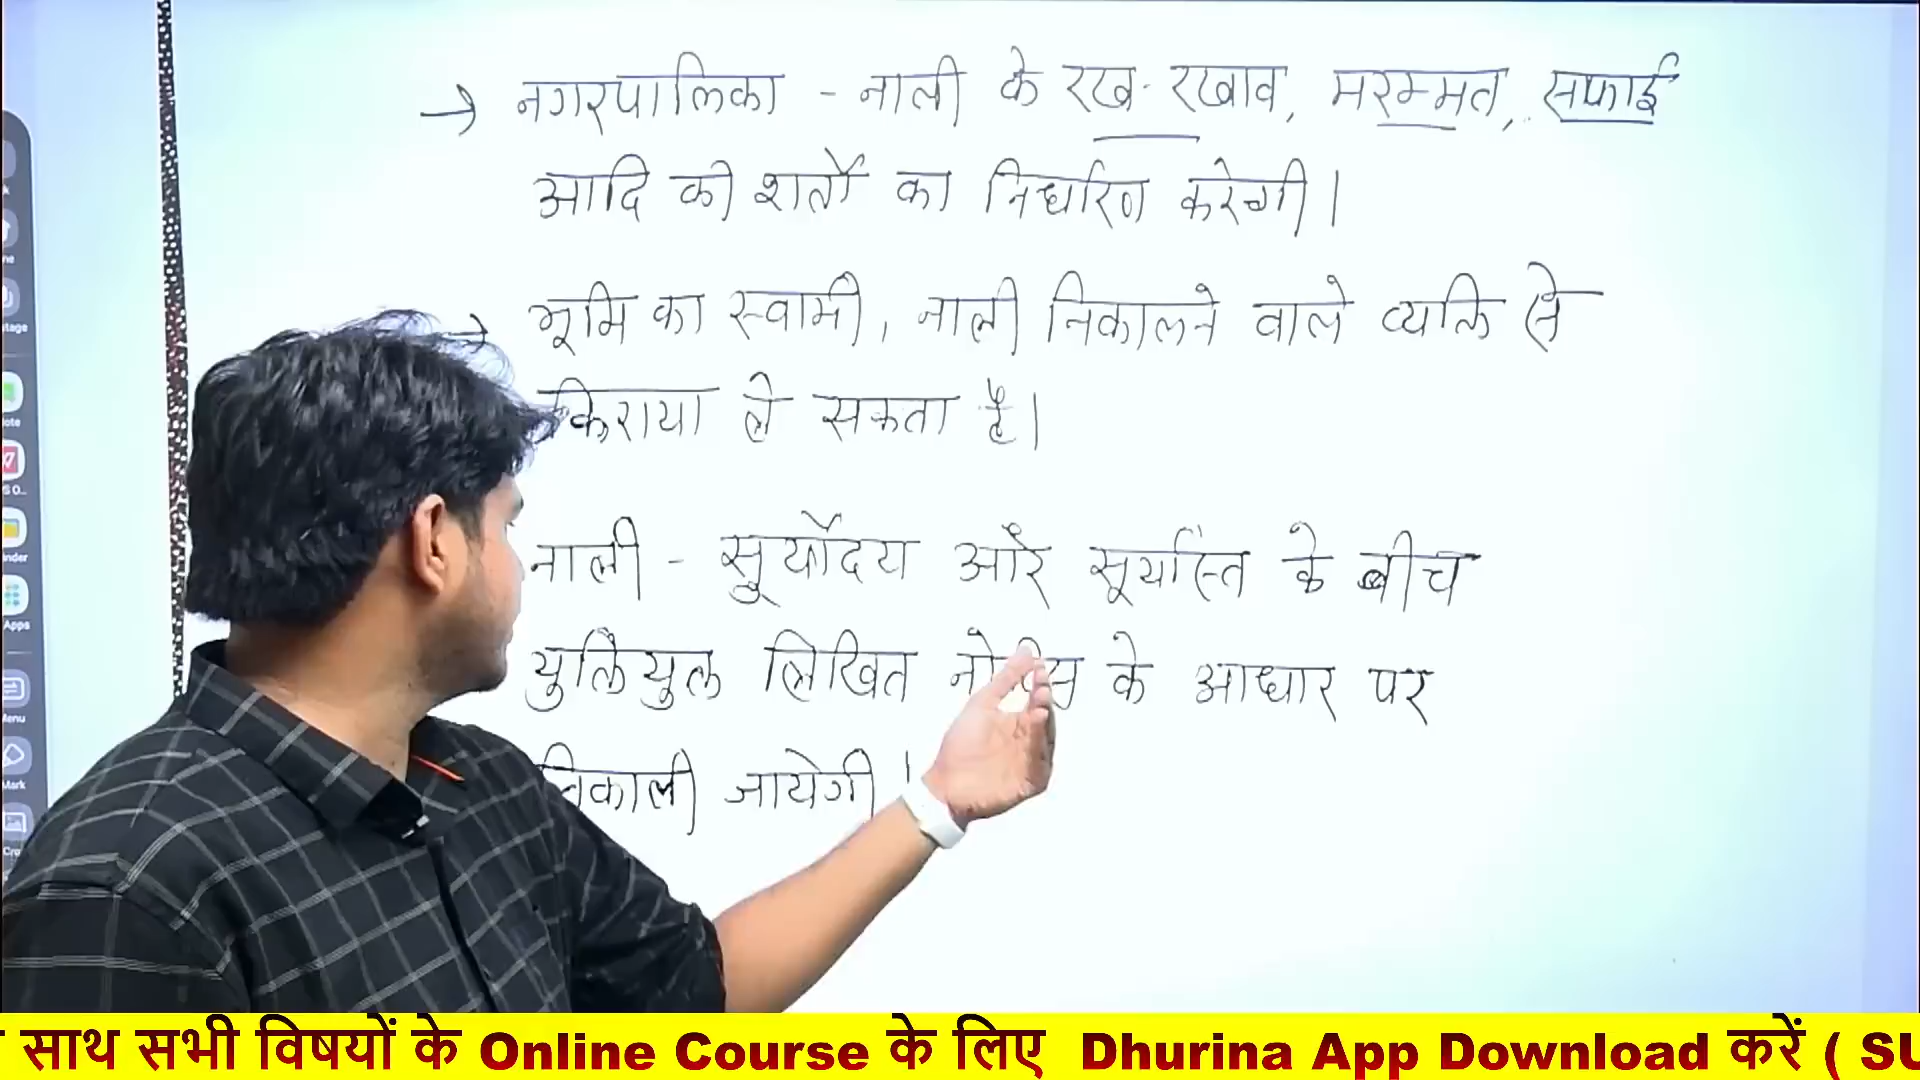 → नगरपालिका - नाली के रख-रखाव, मरम्मत, सफाई
आदि की शर्तों का निर्धारण करेगी।
→ भूमि का स्वामी, नाली निकालने वाले व्यक्ति से
किराया ले सकता है।
नाली - सुर्योदय और सूर्यास्त के बीच
युक्तियुक्त लिखित के आधार पर
निकाली जायेगी।
साथ सभी विषयों के Online Course के लिए Dhurina App Download करें ( SU